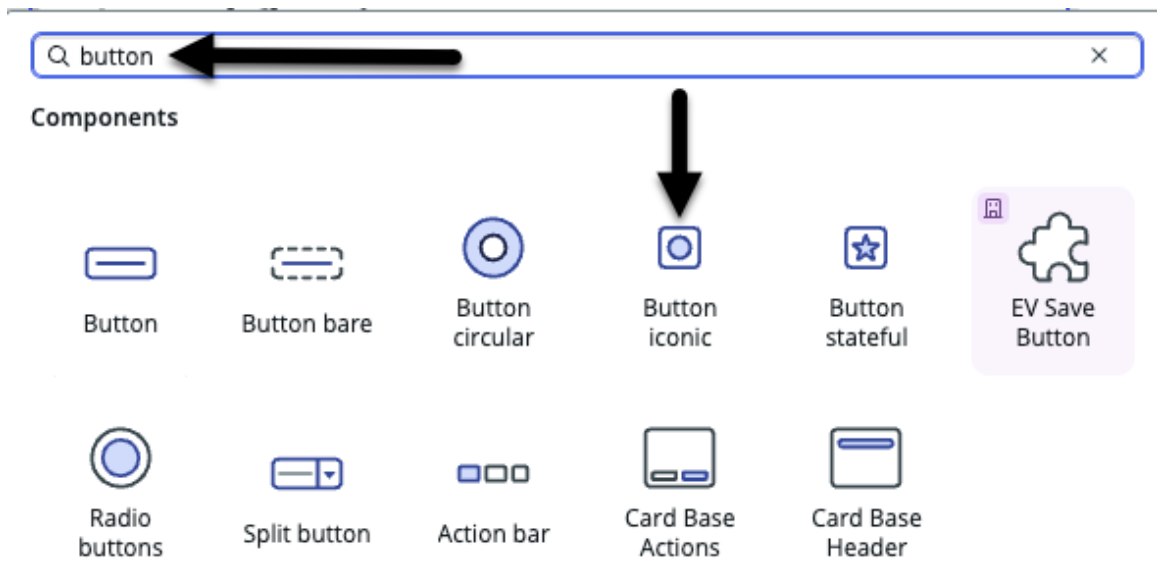 button
Components
Button
Button bare
Button
circular
Button
iconic
Button
stateful
EV Save
Button
Radio
buttons
Split button
Action bar
Card Base
Actions
Card Base
Header